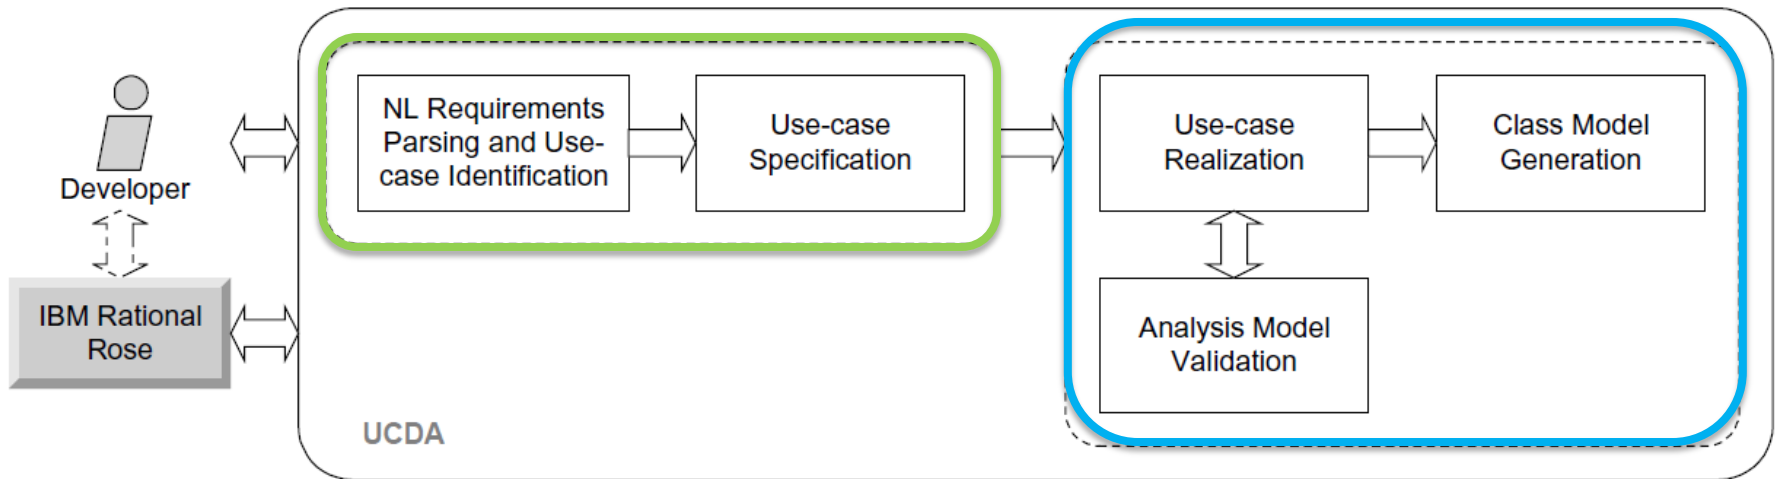 Developer
IBM Rational
Rose
NL Requirements
Parsing and Use-
case Identification
Use-case
Specification
Use-case
Realization
Class Model
Generation
Analysis Model
Validation
UCDA